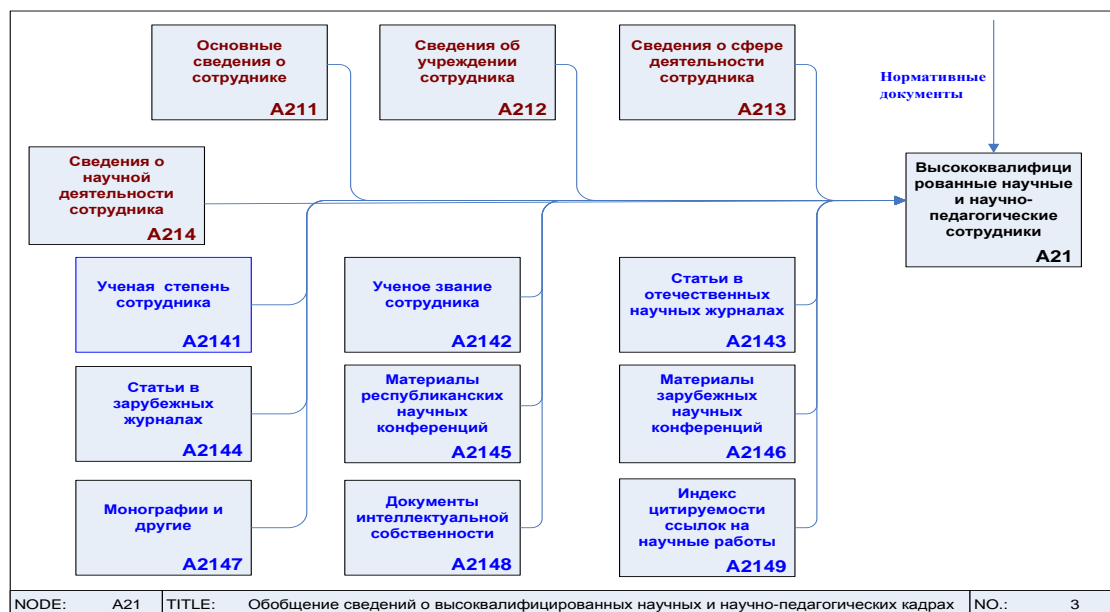 Основные
сведения о
сотруднике
A211
Сведения об
учреждении
сотрудника
A212
Сведения о сфере
деятельности
сотрудника
A213
Нормативные
документы
Сведения о
научной
деятельности
сотрудника
A214
Высококвалифици
рованные научные
и научно-
педагогические
сотрудники
A21
Ученая степень
сотрудника
A2141
Ученое звание
сотрудника
A2142
Статьи в
отечественных
научных журналах
A2143
Статьи в
зарубежных
журналах
A2144
Материалы
республиканских
научных
конференций
A2145
Материалы
зарубежных
научных
конференций
A2146
Монографии и
другие
A2147
Документы
интеллектуальной
собственности
A2148
Индекс
цитируемости
ссылок на
научные работы
A2149
NODE: A21 TITLE: Обобщение сведений о высоквалифицированных научных и научно-педагогических кадрах NO.: 3